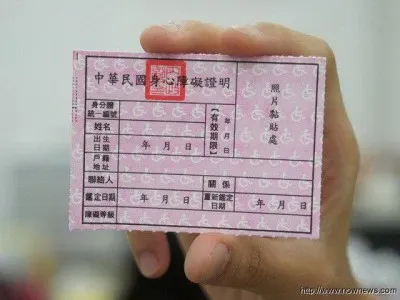 中華民國身心障礙證明
身分證
統一編號
姓名
出生
日期
年 月 日
戶籍
地址
【有效期限】
年 月 日
照片黏貼處
聯絡人
關係
鑑定日期
年 月 日
重新鑑定
日期
年 月 日
障礙等級
http://www.nownews.com